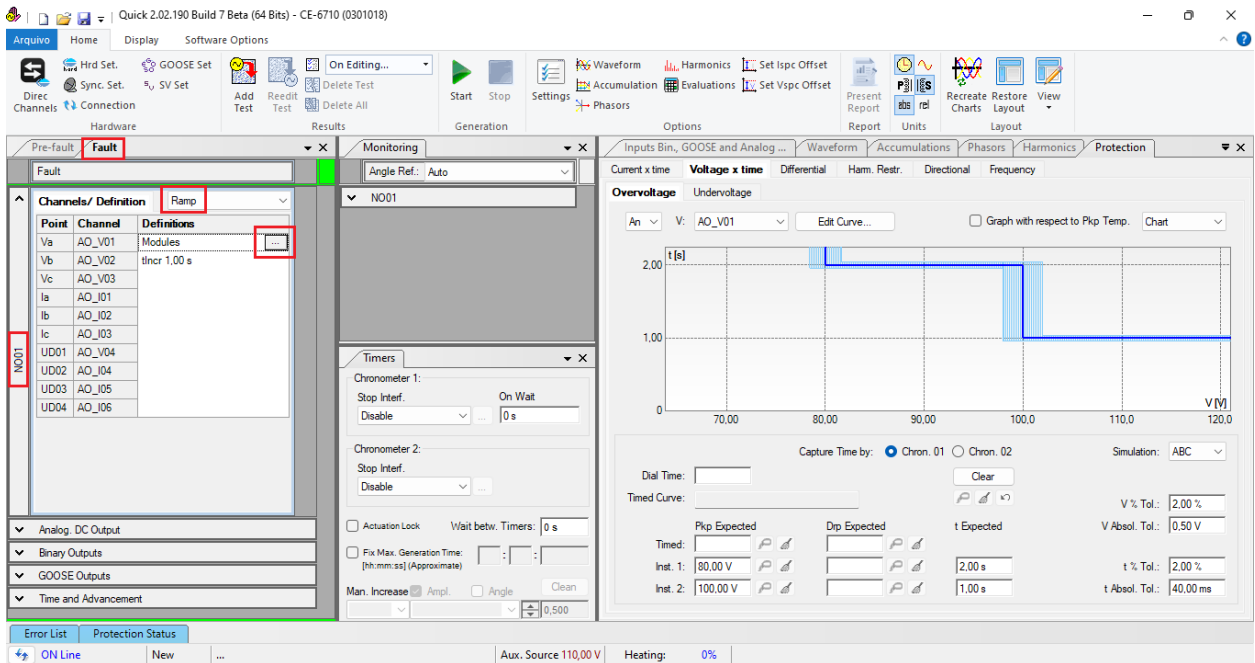 Quick 2.02.190 Build 7 Beta (64 Bits) - CE-6710 (0301018)
Arquivo Home Display Software Options
Direc Channels
Hrd Set.
Sync. Set.
Connection
GOOSE Set
SV Set
Hardware
Add Test
Reedit Test
On Editing...
Delete Test
Delete All
Results
Start Stop
Generation
Settings
Waveform
Accumulation
Phasors
Harmonics
Evaluations
Set Ispc Offset
Set Vspc Offset
Options
Present Report
Report
abs rel
Units
Recreate Charts
Restore Layout
View
Layout
Pre-fault Fault
Fault
Channels/ Definition Ramp
Point Channel Definitions
Va AO_V01 Modules ...
Vb AO_V02 tIncr 1,00 s
Vc AO_V03
Ia AO_I01
Ib AO_I02
Ic AO_I03
UD01 AO_V04
UD02 AO_I04
UD03 AO_I05
UD04 AO_I06
NO01
Analog. DC Output
Binary Outputs
GOOSE Outputs
Time and Advancement
Monitoring
Angle Ref.: Auto
NO01
Timers
Chronometer 1:
Stop Interf. On Wait
Disable ... 0 s
Chronometer 2:
Stop Interf.
Disable ...
Actuation Lock Wait betw. Timers: 0 s
Fix Max. Generation Time: : :
[hh:mm:ss] (Approximate)
Man. Increase Ampl. Angle Clean
0,500
Inputs Bin., GOOSE and Analog ... Waveform Accumulations Phasors Harmonics Protection
Current x time Voltage x time Differential Harm. Restr. Directional Frequency
Overvoltage Undervoltage
An V: AO_V01 Edit Curve... Graph with respect to Pkp Temp. Chart
t [s]
2,00
1,00
0
70,00 80,00 90,00 100,0 110,0 120,0
V [V]
Capture Time by: Chron. 01 Chron. 02 Simulation: ABC
Dial Time: Clear
Timed Curve: V % Tol.: 2,00 %
Pkp Expected Drp Expected t Expected V Absol. Tol.: 0,50 V
Timed:
Inst. 1: 80,00 V 2,00 s t % Tol.: 2,00 %
Inst. 2: 100,00 V 1,00 s t Absol. Tol.: 40,00 ms
Error List Protection Status
ON Line New ... Aux. Source 110,00 V Heating: 0%